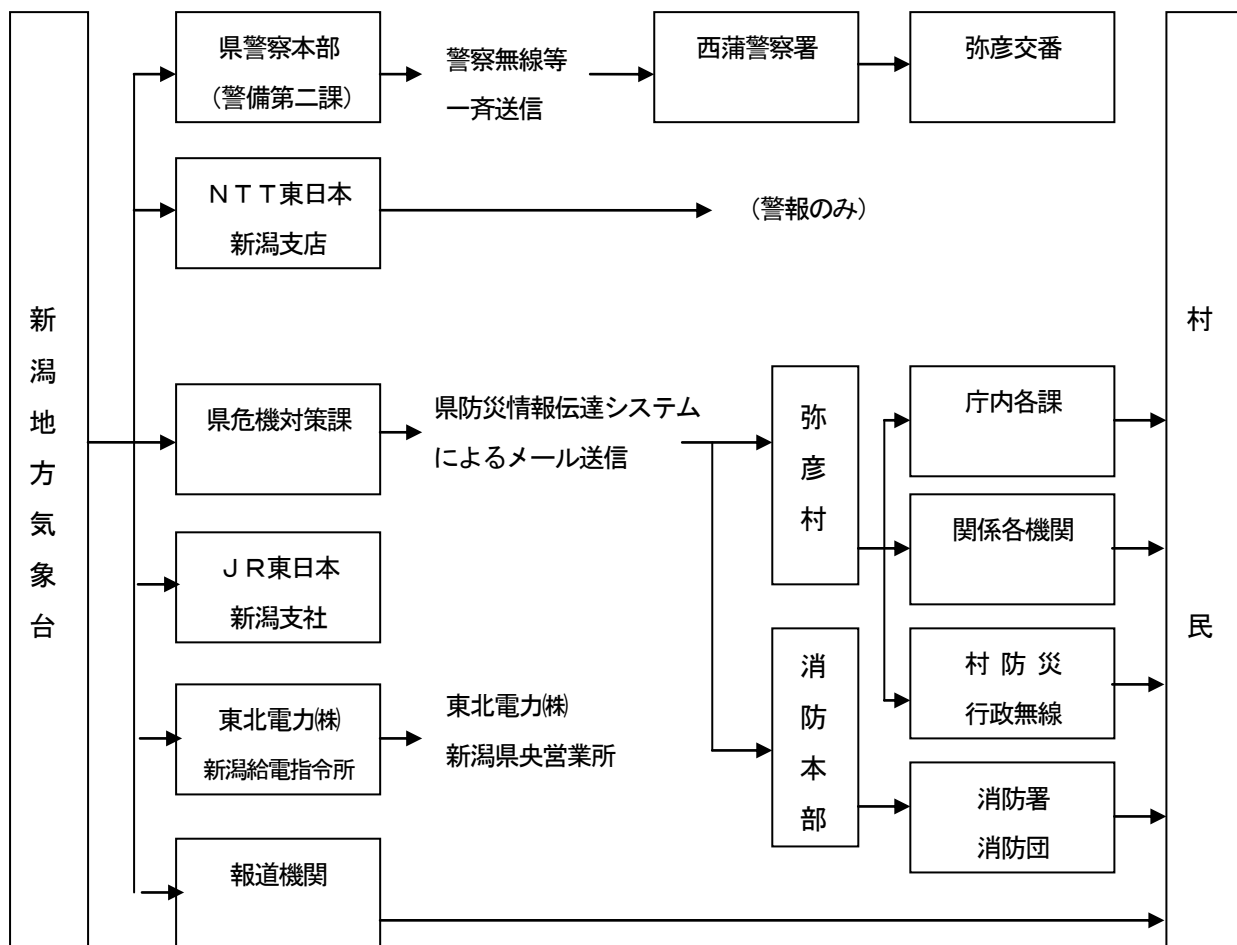 新潟地方気象台
県警察本部
（警備第二課）
警察無線等
一斉送信
西蒲警察署
弥彦交番
ＮＴＴ東日本
新潟支店
（警報のみ）
県危機対策課
県防災情報伝達システム
によるメール送信
弥彦村
庁内各課
関係各機関
村 防 災
行政無線
ＪＲ東日本
新潟支社
消防本部
消防署
消防団
東北電力㈱
新潟給電指令所
東北電力㈱
新潟県央営業所
報道機関
村民